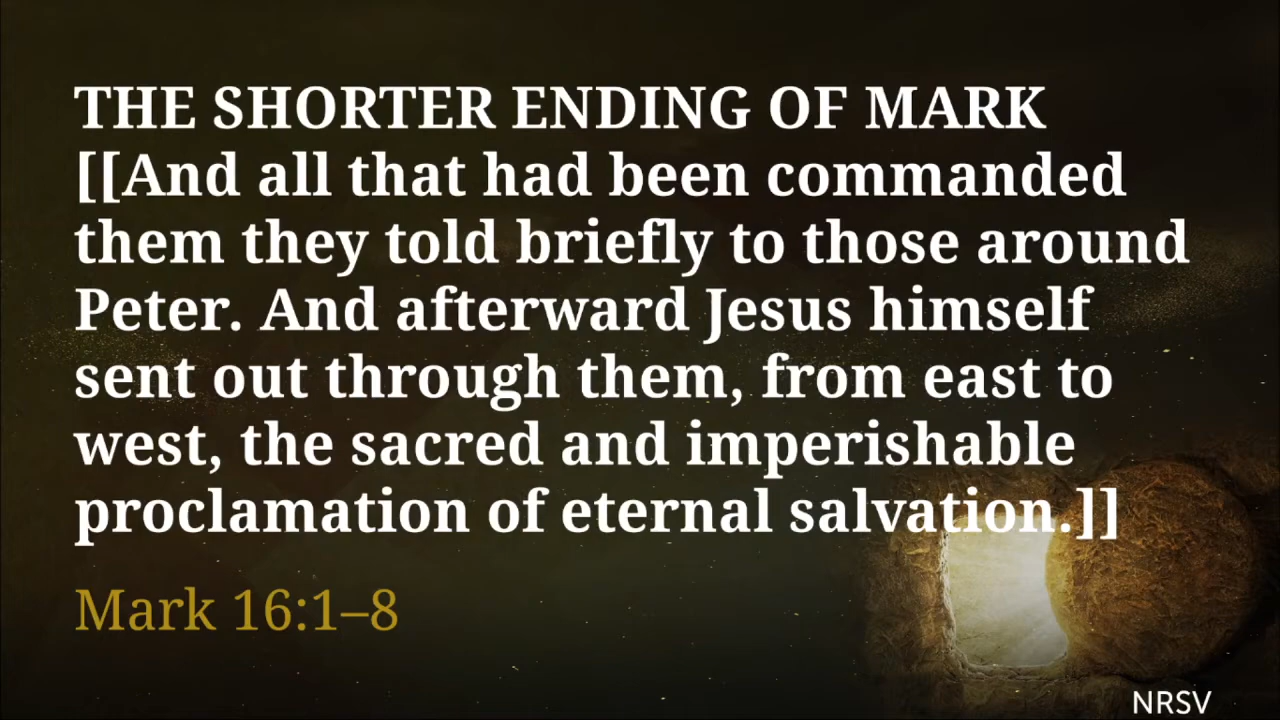 THE SHORTER ENDING OF MARK
[[And all that had been commanded
them they told briefly to those around
Peter. And afterward Jesus himself
sent out through them, from east to
west, the sacred and imperishable
proclamation of eternal salvation.]]
Mark 16:1–8
NRSV